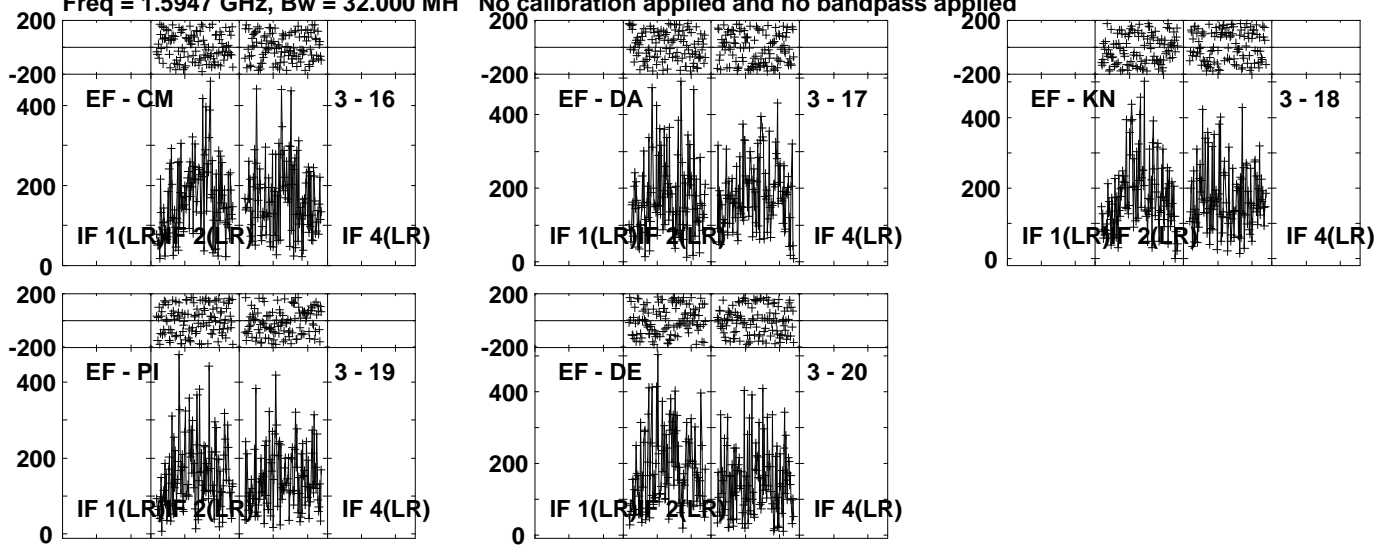 Freq = 1.5947 GHz, Bw = 32.000 MH No calibration applied and no bandpass applied
200
-200
400
200
0
EF - CM
3 - 16
IF 1(LR)
IF 2(LR)
IF 4(LR)
200
-200
400
200
0
EF - DA
3 - 17
IF 1(LR)
IF 2(LR)
IF 4(LR)
200
-200
400
200
0
EF - KN
3 - 18
IF 1(LR)
IF 2(LR)
IF 4(LR)
200
-200
400
200
0
EF - PI
3 - 19
IF 1(LR)
IF 2(LR)
IF 4(LR)
200
-200
400
200
0
EF - DE
3 - 20
IF 1(LR)
IF 2(LR)
IF 4(LR)